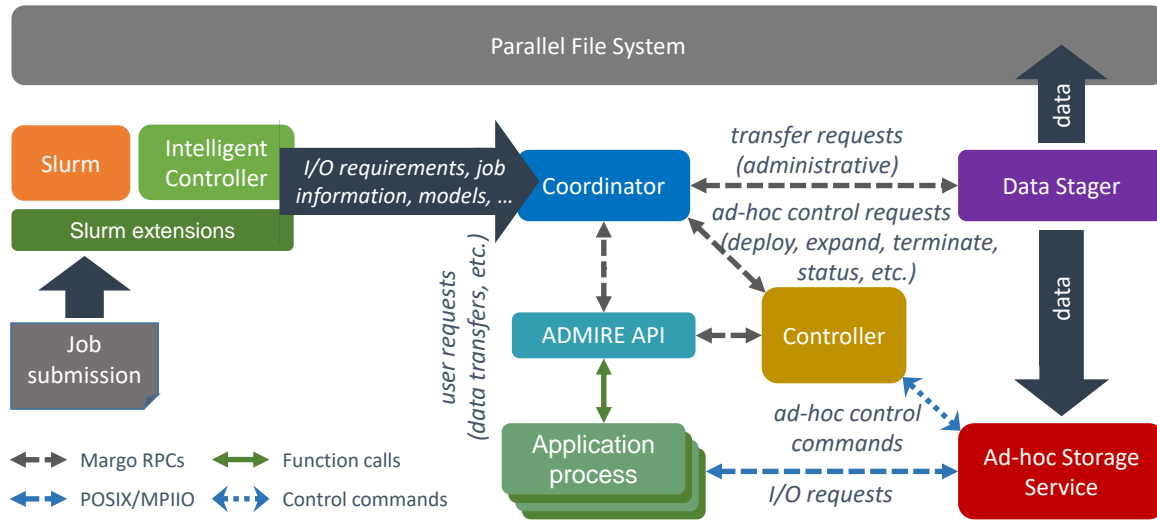 Parallel File System
data
Slurm
Intelligent
Controller
Slurm extensions
I/O requirements, job
information, models, ...
Coordinator
transfer requests
(administrative)
Data Stager
ad-hoc control requests
(deploy, expand, terminate,
status, etc.)
data
user requests
(data transfers, etc.)
Job
submission
ADMIRE API
Controller
ad-hoc control
commands
Application
process
I/O requests
Ad-hoc Storage
Service
Margo RPCs
Function calls
POSIX/MPIIO
Control commands